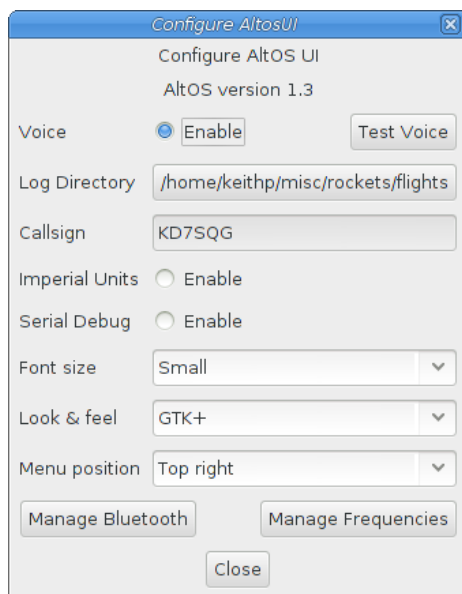 Configure AltosUI
Configure AltOS UI
AltOS version 1.3
Voice Enable Test Voice
Log Directory /home/keithp/misc/rockets/flights
Callsign KD7SQG
Imperial Units Enable
Serial Debug Enable
Font size Small
Look & feel GTK+
Menu position Top right
Manage Bluetooth Manage Frequencies
Close